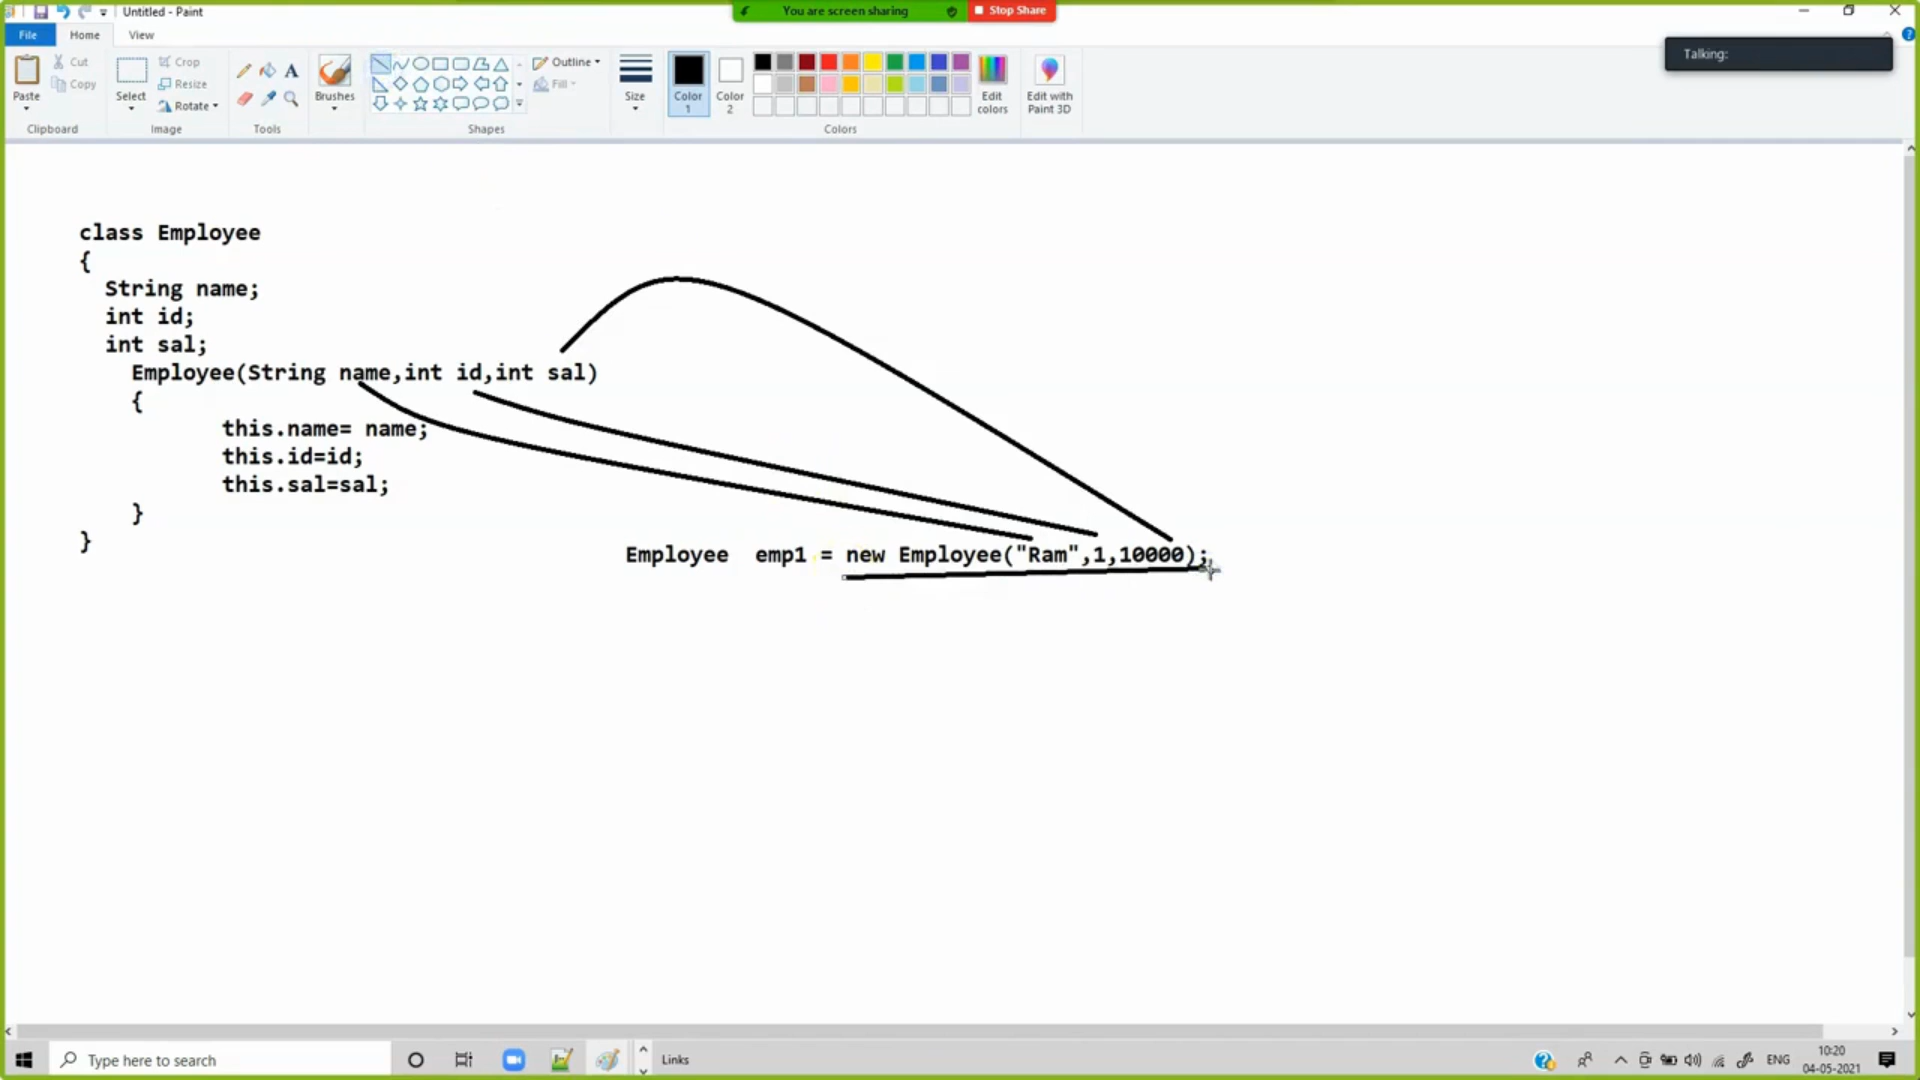 Untitled - Paint
You are screen sharing
Stop Share
File
Home
View
Talking:
Paste
Cut
Copy
Clipboard
Select
Crop
Resize
Rotate
Image
Tools
Brushes
Shapes
Outline
Fill
Size
Color 1
Color 2
Colors
Edit colors
Edit with Paint 3D
class Employee
{
String name;
int id;
int sal;
Employee(String name,int id,int sal)
{
this.name= name;
this.id=id;
this.sal=sal;
}
}
Employee emp1 = new Employee("Ram",1,10000);
Type here to search
Links
ENG
10:20
04-05-2021